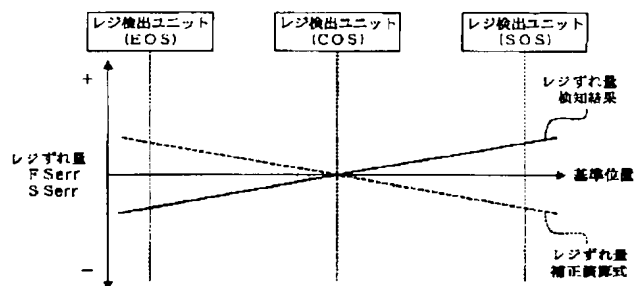 レジ検出ユニット
(EOS)
レジ検出ユニット
(COS)
レジ検出ユニット
(SOS)
+
レジずれ量
検知結果
レジずれ量
F Serr
S Serr
基準位置
レジずれ量
補正演算式
−